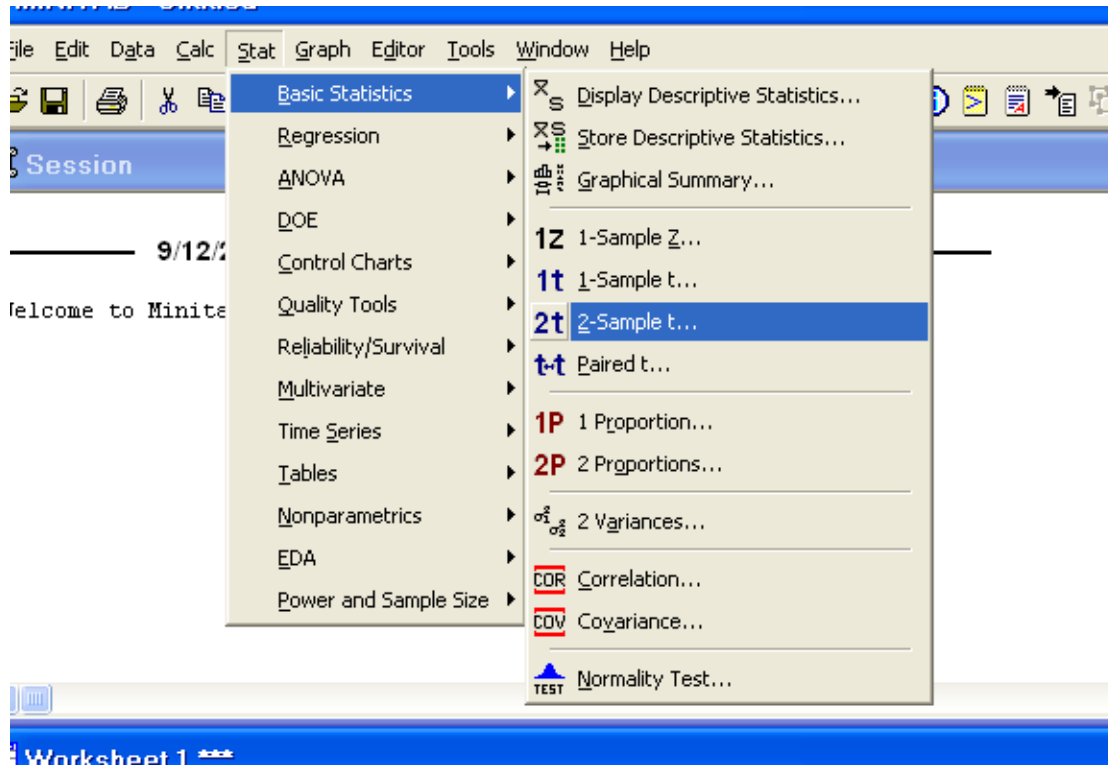 File Edit Data Calc Stat Graph Editor Tools Window Help
Session
9/12/2
Welcome to Minita
Basic Statistics
Regression
ANOVA
DOE
Control Charts
Quality Tools
Reliability/Survival
Multivariate
Time Series
Tables
Nonparametrics
EDA
Power and Sample Size
Display Descriptive Statistics...
Store Descriptive Statistics...
Graphical Summary...
1Z 1-Sample Z...
1t 1-Sample t...
2t 2-Sample t...
t-t Paired t...
1P 1 Proportion...
2P 2 Proportions...
2 Variances...
COR Correlation...
COV Covariance...
TEST Normality Test...
Worksheet 1 ***